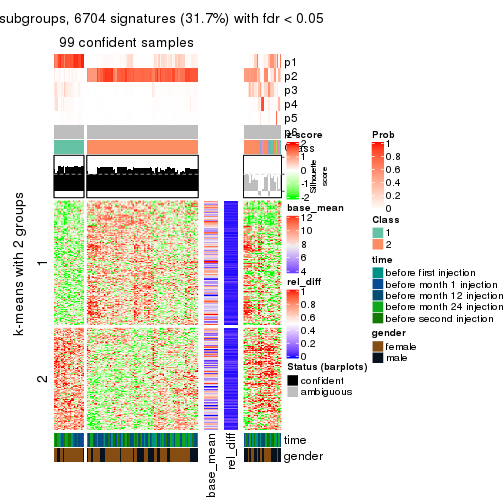 subgroups, 6704 signatures (31.7%) with fdr < 0.05
99 confident samples
p1
p2
p3
p4
p5
p6
Class
Silhouette
score
k-means with 2 groups
1
2
time
gender
base_mean
rel_diff
z-score
2
1
0
-1
-2
base_mean
12
10
8
6
4
rel_diff
1
0.8
0.6
0.4
0.2
0
Status (barplots)
confident
ambiguous
Prob
1
0.8
0.6
0.4
0.2
0
Class
1
2
time
before first injection
before month 1 injection
before month 12 injection
before month 24 injection
before second injection
gender
female
male